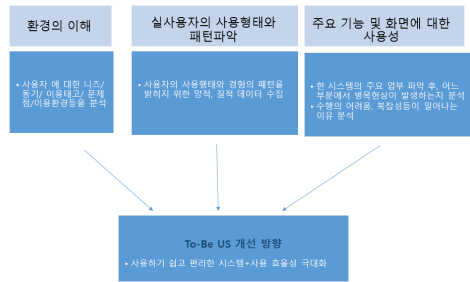 환경의 이해
• 사용자 에 대한 니즈/
동기/ 이용태고/ 문제
점/이용환경등을 분석
실사용자의 사용형태와
패턴파악
• 사용자의 사용행태와 경험의 패턴을
밝히지 위한 양적, 질적 데이터 수집
주요 기능 및 화면에 대한
사용성
• 한 시스템의 주요 업부 파악 후, 어느
부분에서 병목현상이 발생하는지 분석
• 수행의 어려움, 복잡성등이 일어나는
이유 분석
To-Be US 개선 방향
• 사용하기 쉽고 편리한 시스템+사용 효율성 극대화